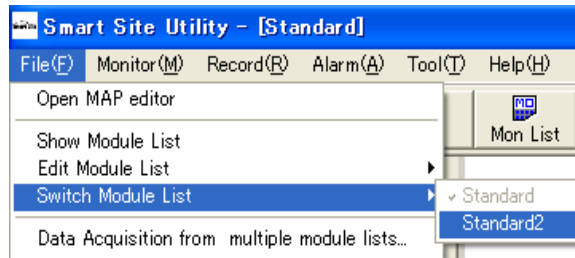 Smart Site Utility - [Standard]
File(F) Monitor(M) Record(R) Alarm(A) Tool(T) Help(H)
Open MAP editor
Mon List
Show Module List
Edit Module List
Switch Module List
Standard
Standard2
Data Acquisition from multiple module lists...